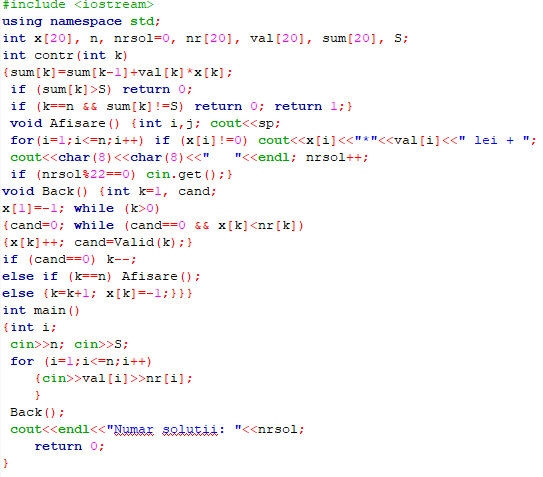 #include <iostream>
using namespace std;
int x[20], n, nrsol=0, nr[20], val[20], sum[20], S;
int contr(int k)
{sum[k]=sum[k-1]+val[k]*x[k];
if (sum[k]>S) return 0;
if (k==n && sum[k]!=S) return 0; return 1;}
void Afisare() {int i,j; cout<<sp;
for(i=1;i<=n;i++) if (x[i]!=0) cout<<x[i]<<"*"<<val[i]<<" lei + ";
cout<<char(8)<<char(8)<<"   "<<endl; nrsol++;
if (nrsol%22==0) cin.get();}
void Back() {int k=1, cand;
x[1]=-1; while (k>0)
{cand=0; while (cand==0 && x[k]<nr[k])
{x[k]++; cand=Valid(k);}
if (cand==0) k--;
else if (k==n) Afisare();
else {k=k+1; x[k]=-1;}}}
int main()
{int i;
cin>>n; cin>>S;
for (i=1;i<=n;i++)
{cin>>val[i]>>nr[i];
}
Back();
cout<<endl<<"Numar solutii: "<<nrsol;
return 0;
}